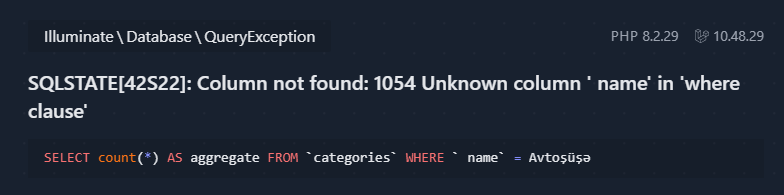 Illuminate \ Database \ QueryException
PHP 8.2.29 10.48.29
SQLSTATE[42S22]: Column not found: 1054 Unknown column ' name' in 'where
clause'
SELECT count(*) AS aggregate FROM `categories` WHERE ` name` = Avtoşüşə